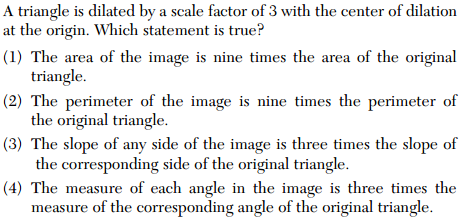 A triangle is dilated by a scale factor of 3 with the center of dilation
at the origin. Which statement is true?
(1) The area of the image is nine times the area of the original
triangle.
(2) The perimeter of the image is nine times the perimeter of
the original triangle.
(3) The slope of any side of the image is three times the slope of
the corresponding side of the original triangle.
(4) The measure of each angle in the image is three times the
measure of the corresponding angle of the original triangle.